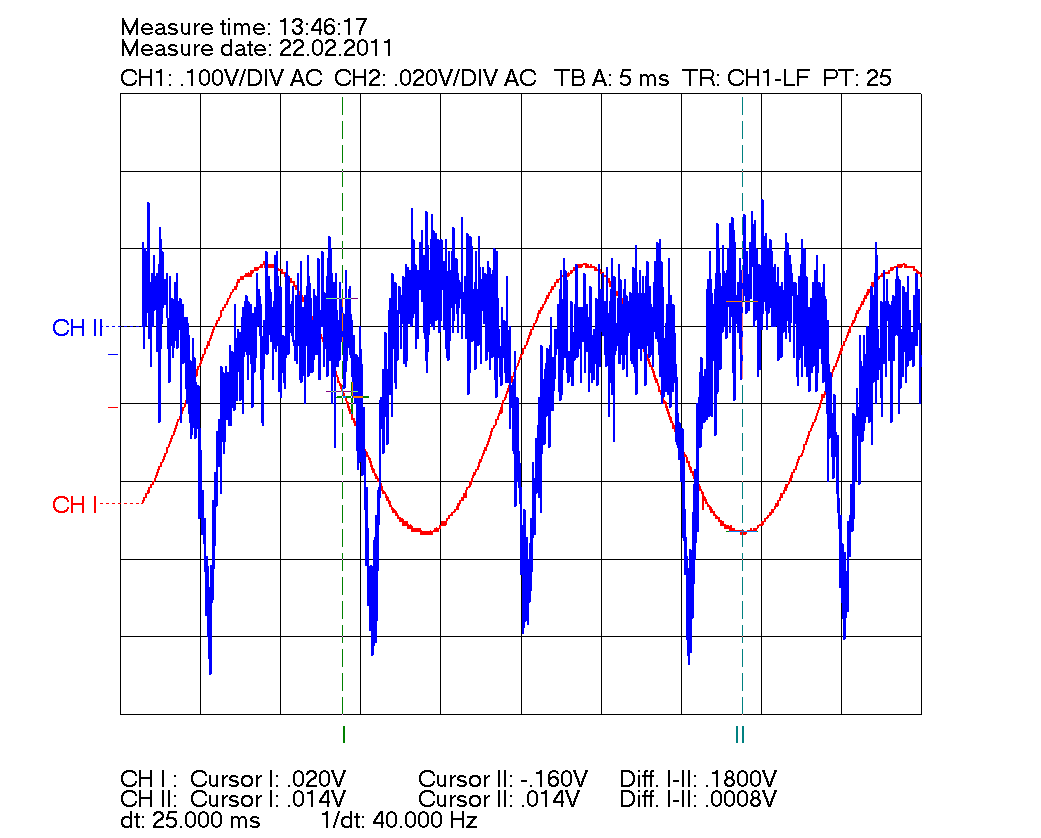 Measure time: 13:46:17
Measure date: 22.02.2011
CH1: .100V/DIV AC CH2: .020V/DIV AC TB A: 5 ms TR: CH1-LF PT: 25
CH II
CH I
I II
CH I : Cursor I: .020V Cursor II: -.160V Diff. I-II: .1800V
CH II: Cursor I: .014V Cursor II: .014V Diff. I-II: .0008V
dt: 25.000 ms 1/dt: 40.000 Hz